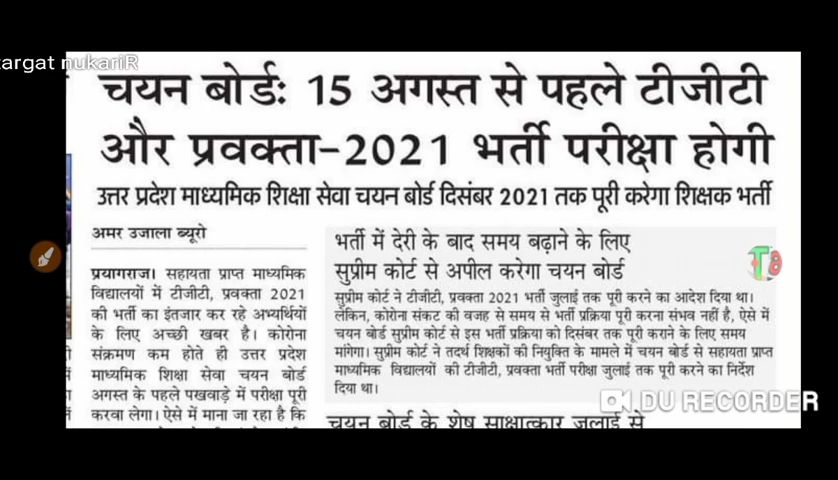 targat nukariR
चयन बोर्डः 15 अगस्त से पहले टीजीटी
और प्रवक्ता-2021 भर्ती परीक्षा होगी
उत्तर प्रदेश माध्यमिक शिक्षा सेवा चयन बोर्ड दिसंबर 2021 तक पूरी करेगा शिक्षक भर्ती
अमर उजाला ब्यूरो
प्रयागराज। सहायता प्राप्त माध्यमिक
विद्यालयों में टीजीटी, प्रवक्ता 2021
की भर्ती का इंतजार कर रहे अभ्यर्थियों
के लिए अच्छी खबर है। कोरोना
संक्रमण कम होते ही उत्तर प्रदेश
माध्यमिक शिक्षा सेवा चयन बोर्ड
अगस्त के पहले पखवाड़े में परीक्षा पूरी
करवा लेगा। ऐसे में माना जा रहा है कि
भर्ती में देरी के बाद समय बढ़ाने के लिए
सुप्रीम कोर्ट से अपील करेगा चयन बोर्ड
सुप्रीम कोर्ट ने टीजीटी, प्रवक्ता 2021 भर्ती जुलाई तक पूरी करने का आदेश दिया था।
लेकिन, कोरोना संकट की वजह से समय से भर्ती प्रक्रिया पूरी करना संभव नहीं है, ऐसे में
चयन बोर्ड सुप्रीम कोर्ट से इस भर्ती प्रक्रिया को दिसंबर तक पूरी कराने के लिए समय
मांगेगा। सुप्रीम कोर्ट ने तदर्थ शिक्षकों की नियुक्ति के मामले में चयन बोर्ड से सहायता प्राप्त
माध्यमिक विद्यालयों की टीजीटी, प्रवक्ता भर्ती परीक्षा जुलाई तक पूरी करने का निर्देश
दिया था।
चयन बोर्ड के शेष साक्षात्कार जुलाई से
Ta
DU RECORDER